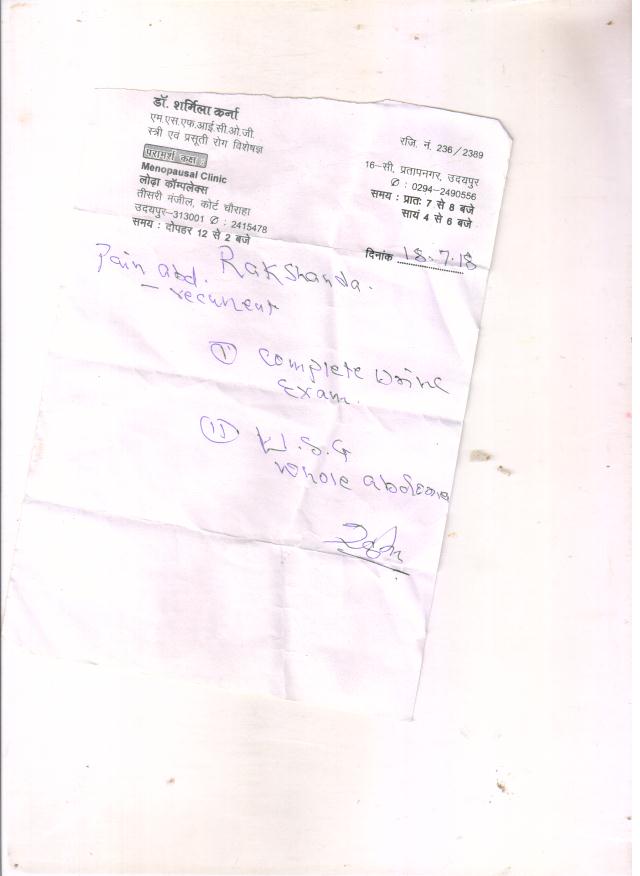 डॉ. शर्मिला कर्ना
एम.एस.एफ.आई.सी.ओ.जी.
स्त्री एवं प्रसूती रोग विशेषज्ञ
परामर्श कक्ष :
Menopausal Clinic
लोढ़ा कॉम्पलेक्स
तीसरी मंजील, कोर्ट चौराहा
उदयपुर-313001 ✆ : 2415478
समय : दोपहर 12 से 2 बजे
रजि. नं. 236/2389
16-सी, प्रतापनगर, उदयपुर
✆ : 0294-2490556
समय : प्रातः 7 से 8 बजे
सायं 4 से 6 बजे
दिनांक 18.7.18
Rakshanda.
Pain abd.
- recurrent
(I) Complete Urine
Exam.
(II) U.S.G
whole abdomen